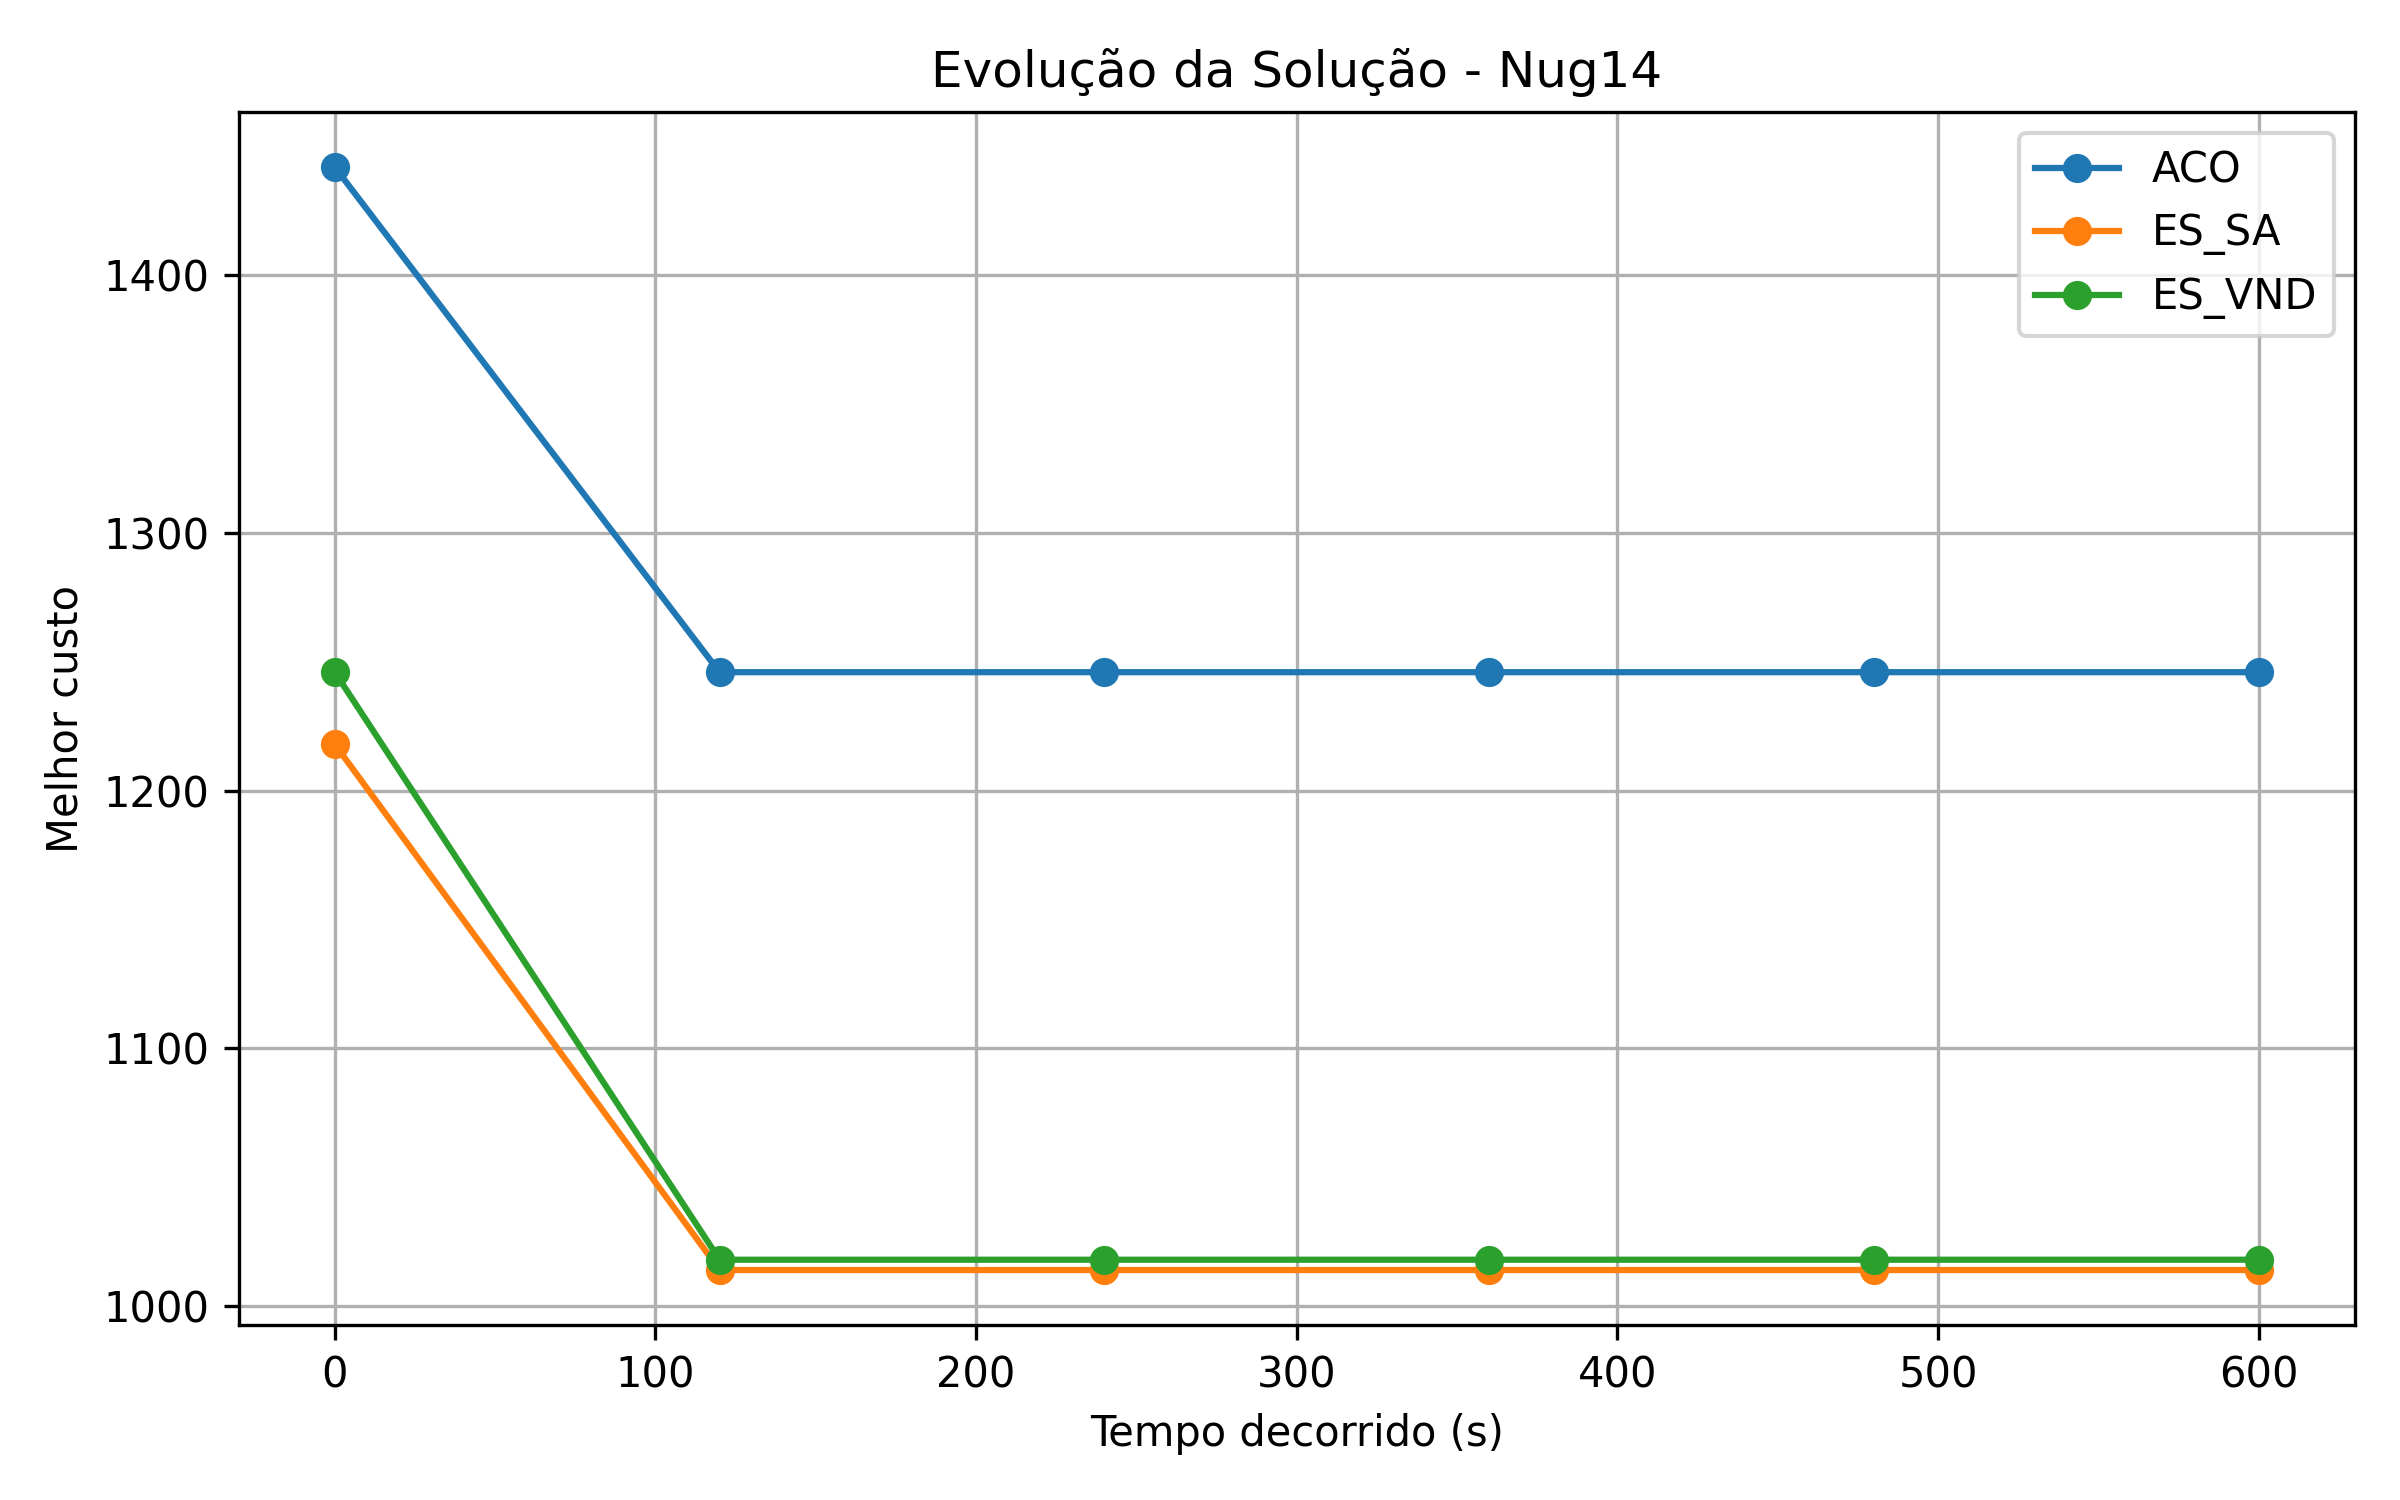 Evolução da Solução - Nug14
ACO
ES_SA
ES_VND
Melhor custo
1400
1300
1200
1100
1000
0 100 200 300 400 500 600
Tempo decorrido (s)